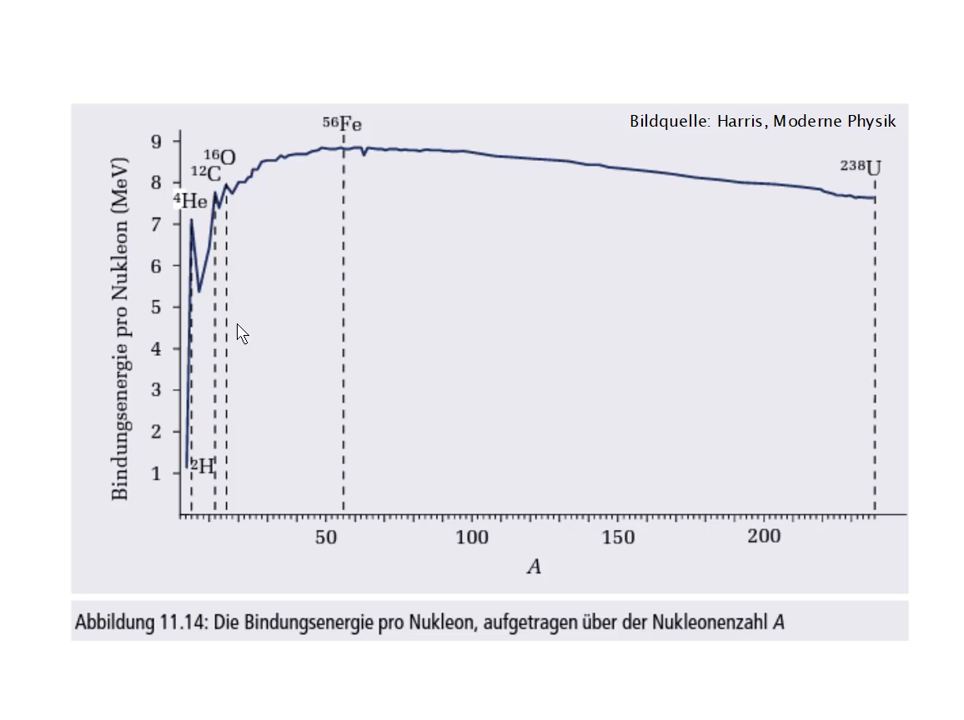 Bildquelle: Harris, Moderne Physik
⁵⁶Fe
¹⁶O
¹²C
⁴He
²H
²³⁸U
Bindungsenergie pro Nukleon (MeV)
9
8
7
6
5
4
3
2
1
50 100 150 200
A
Abbildung 11.14: Die Bindungsenergie pro Nukleon, aufgetragen über der Nukleonenzahl A